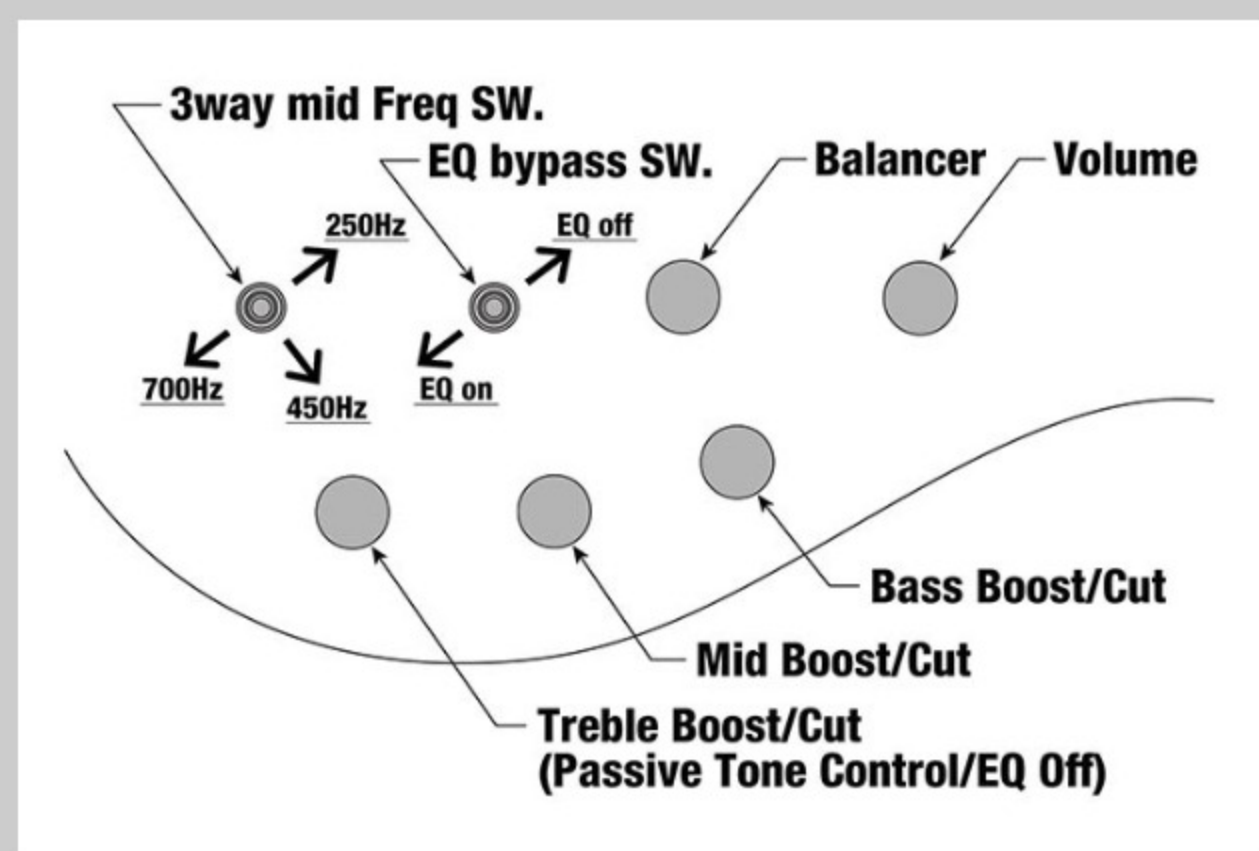 3way mid Freq SW.
EQ bypass SW.
Balancer
Volume
250Hz
EQ off
700Hz
450Hz
EQ on
Bass Boost/Cut
Mid Boost/Cut
Treble Boost/Cut
(Passive Tone Control/EQ Off)